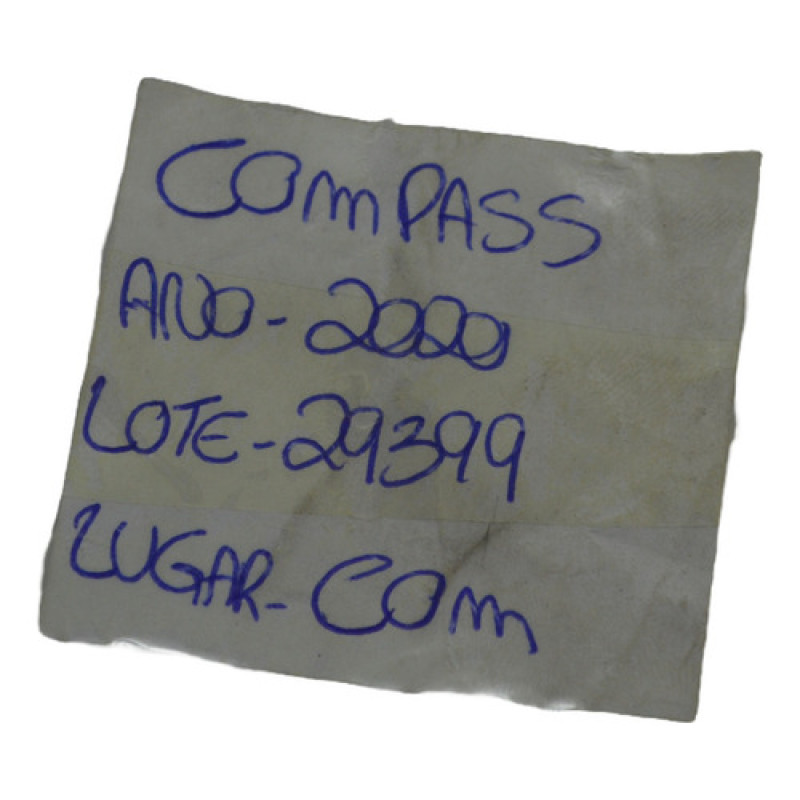 COMPASS
ANO - 2020
LOTE - 29399
LUGAR - COM